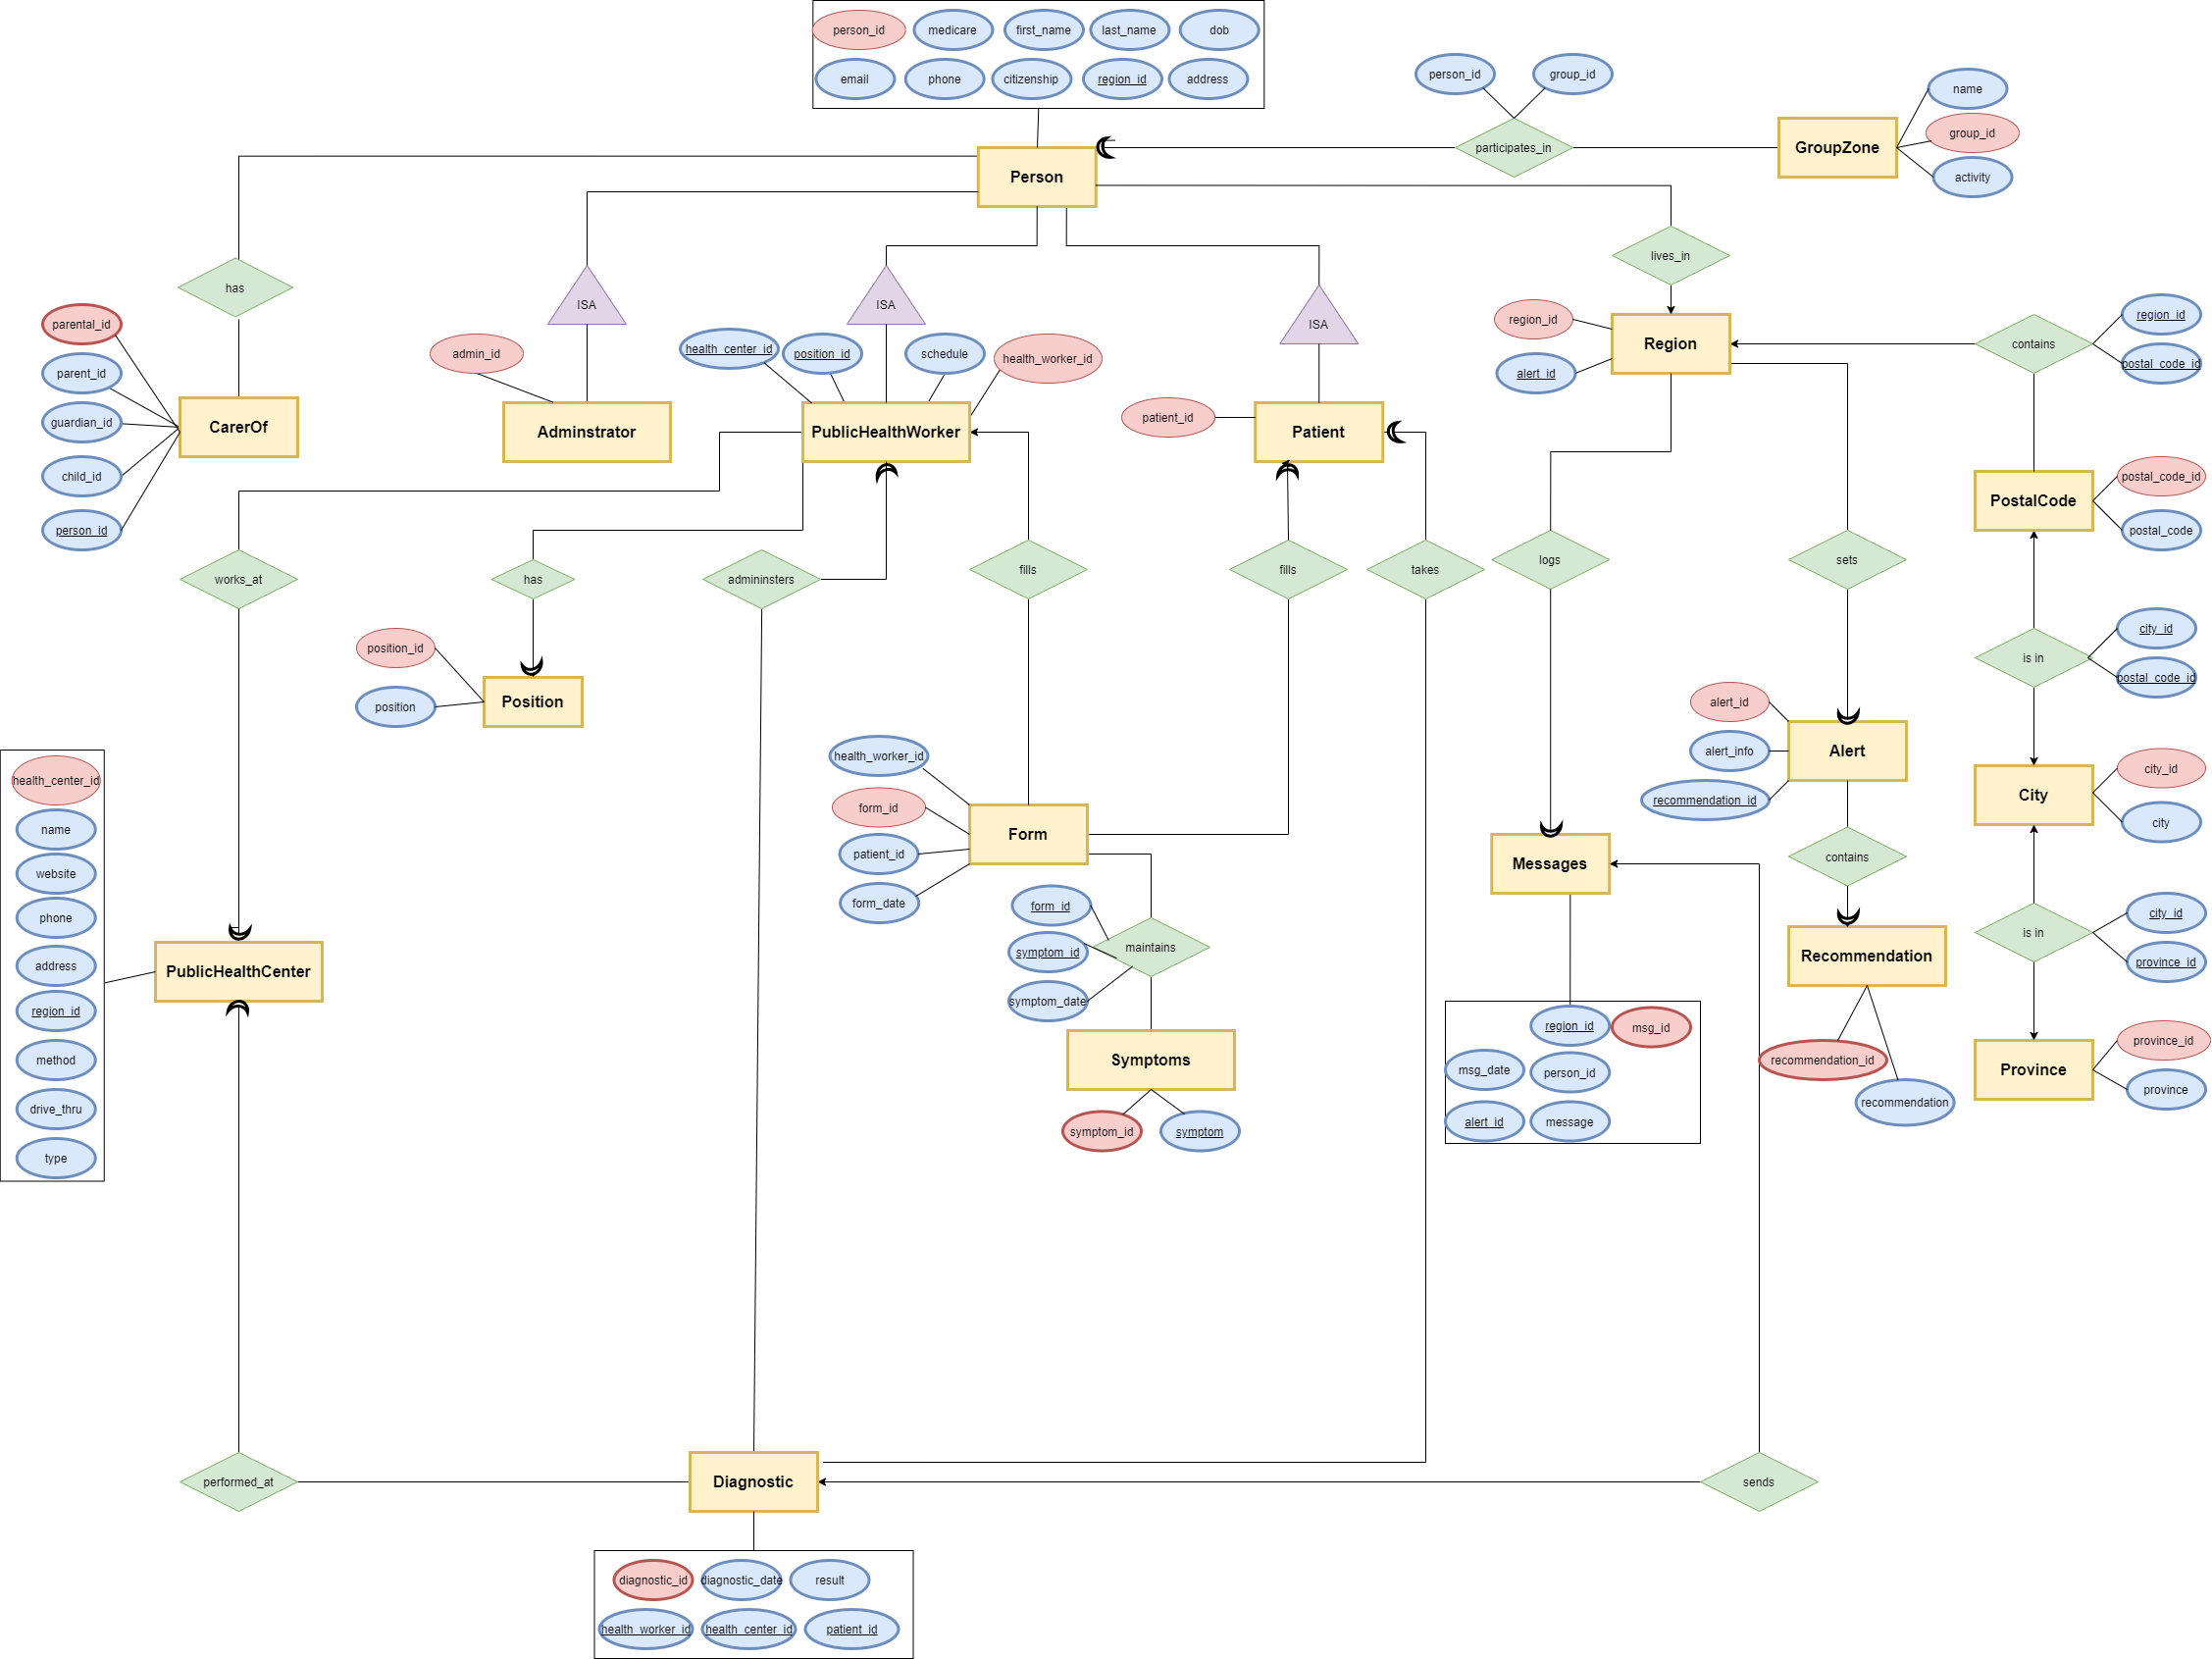 person_id
medicare
first_name
last_name
dob
email
phone
citizenship
region_id
address
person_id
group_id
name
group_id
activity
participates_in
GroupZone
Person
lives_in
has
ISA
ISA
ISA
parental_id
parent_id
guardian_id
child_id
person_id
CarerOf
admin_id
Adminstrator
health_center_id
position_id
schedule
health_worker_id
PublicHealthWorker
patient_id
Patient
region_id
alert_id
Region
contains
region_id
postal_code_id
PostalCode
postal_code_id
postal_code
works_at
has
admininsters
fills
fills
takes
logs
sets
is in
city_id
postal_code_id
position_id
position
Position
alert_id
alert_info
recommendation_id
Alert
City
city_id
city
health_center_id
name
website
phone
address
region_id
method
drive_thru
type
PublicHealthCenter
health_worker_id
form_id
patient_id
form_date
Form
form_id
symptom_id
symptom_date
maintains
Symptoms
symptom_id
symptom
Messages
contains
Recommendation
recommendation_id
recommendation
is in
city_id
province_id
Province
province_id
province
region_id
msg_id
msg_date
person_id
alert_id
message
performed_at
Diagnostic
sends
diagnostic_id
diagnostic_date
result
health_worker_id
health_center_id
patient_id